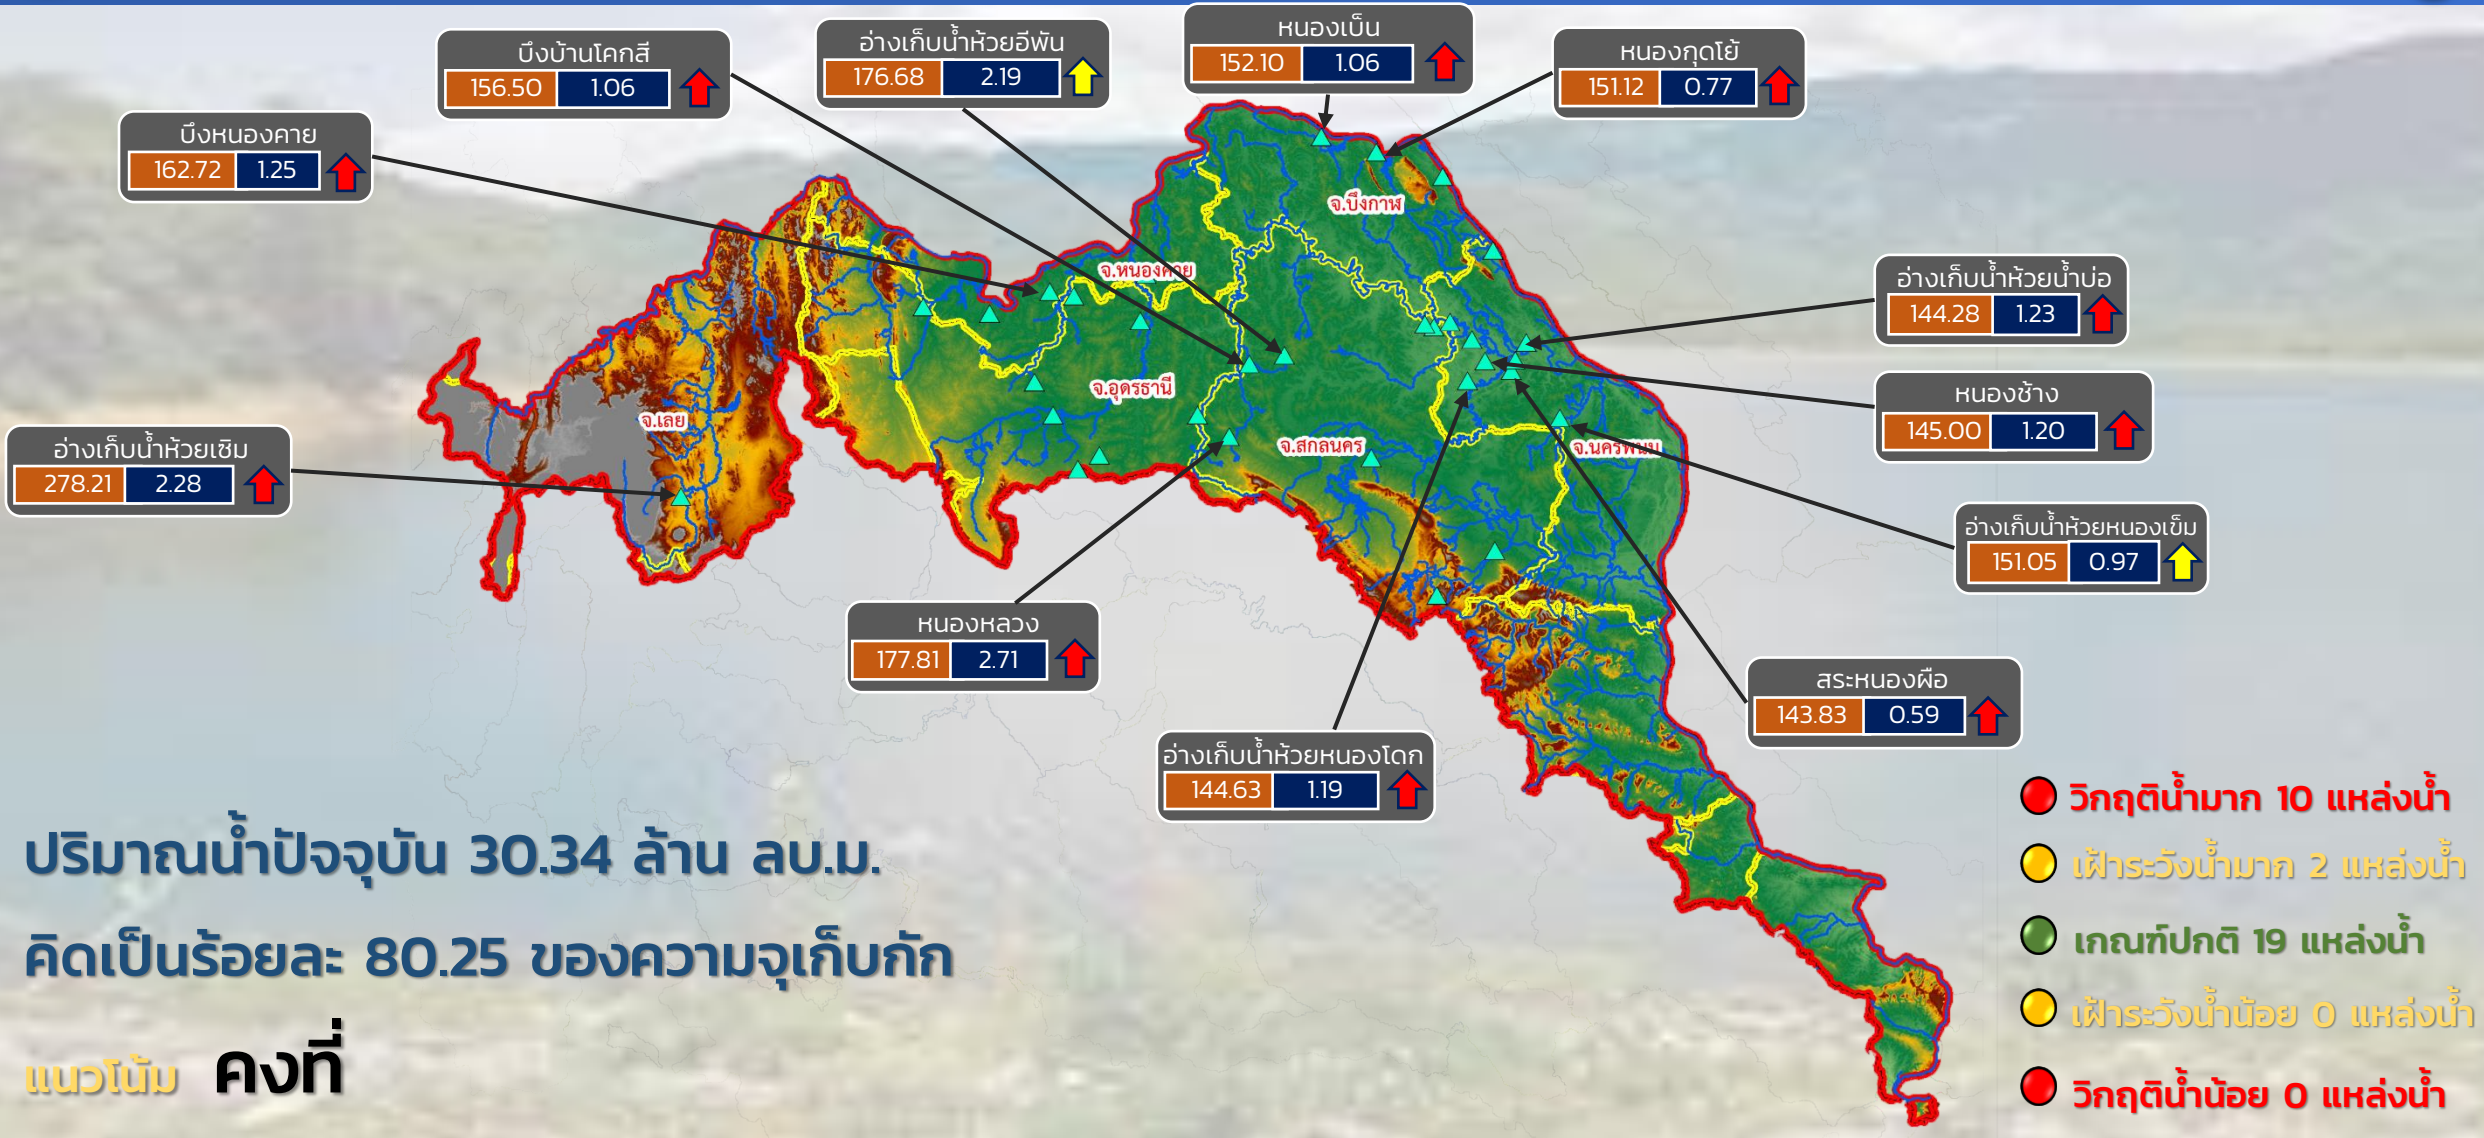 หนองเบ็น
152.10 1.06
บึงบ้านโคกสี
156.50 1.06
อ่างเก็บน้ำห้วยอีพัน
176.68 2.19
หนองกุดโย้
151.12 0.77
บึงหนองคาย
162.72 1.25
จ.บึงกาฬ
จ.หนองคาย
อ่างเก็บน้ำห้วยน้ำบ่อ
144.28 1.23
จ.อุดรธานี
หนองช้าง
145.00 1.20
จ.เลย
จ.สกลนคร
จ.นครพนม
อ่างเก็บน้ำห้วยเซิม
278.21 2.28
อ่างเก็บน้ำห้วยหนองเข็ม
151.05 0.97
หนองหลวง
177.81 2.71
สระหนองผือ
143.83 0.59
อ่างเก็บน้ำห้วยหนองโดก
144.63 1.19
ปริมาณน้ำปัจจุบัน 30.34 ล้าน ลบ.ม.
คิดเป็นร้อยละ 80.25 ของความจุเก็บกัก
แนวโน้ม คงที่
วิกฤติน้ำมาก 10 แหล่งน้ำ
เฝ้าระวังน้ำมาก 2 แหล่งน้ำ
เกณฑ์ปกติ 19 แหล่งน้ำ
เฝ้าระวังน้ำน้อย 0 แหล่งน้ำ
วิกฤติน้ำน้อย 0 แหล่งน้ำ